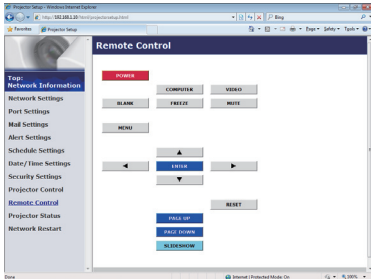 Projector Setup - Windows Internet Explorer
http://192.168.1.10/html/projectorsetup.html
Bing
Favorites Projector Setup Page Safety Tools
Remote Control
Top:
Network Information
Network Settings
Port Settings
Mail Settings
Alert Settings
Schedule Settings
Date/Time Settings
Security Settings
Projector Control
Remote Control
Projector Status
Network Restart
POWER
COMPUTER VIDEO
BLANK FREEZE MUTE
MENU
ENTER
RESET
PAGE UP
PAGE DOWN
SLIDESHOW
Done Internet | Protected Mode: On 100%